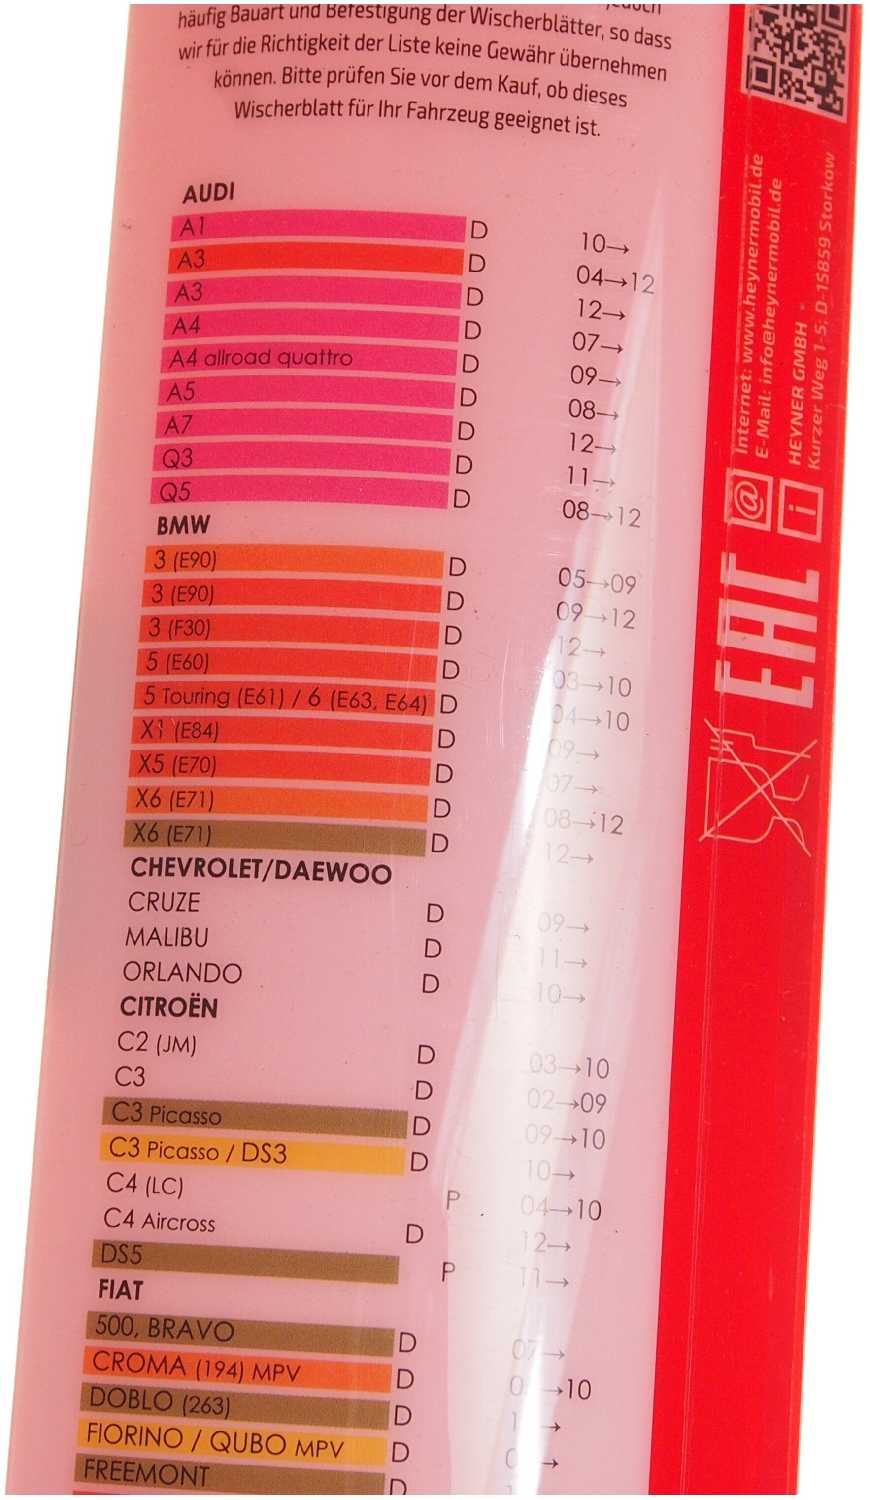 häufig Bauart und Befestigung der Wischerblätter, so dass
wir für die Richtigkeit der Liste keine Gewähr übernehmen
können. Bitte prüfen Sie vor dem Kauf, ob dieses
Wischerblatt für Ihr Fahrzeug geeignet ist.
AUDI
A1 D 10→
A3 D 04→12
A3 D 12→
A4 D 07→
A4 allroad quattro D 09→
A5 D 08→
A7 D 12→
Q3 D 11→
Q5 D 08→12
BMW
3 (E90) D 05→09
3 (E90) D 09→12
3 (F30) D 12→
5 (E60) D 03→10
5 Touring (E61) / 6 (E63, E64) D 04→10
X1 (E84) D 09→
X5 (E70) D 07→
X6 (E71) D 08→12
X6 (E71) D 12→
CHEVROLET/DAEWOO
CRUZE D 09→
MALIBU D 11→
ORLANDO D 10→
CITROËN
C2 (JM) D 03→10
C3 D 02→09
C3 Picasso D 09→10
C3 Picasso / DS3 D 10→
C4 (LC) P 04→10
C4 Aircross D 12→
DS5 P 11→
FIAT
500, BRAVO D 07→
CROMA (194) MPV D →10
DOBLO (263) D →
FIORINO / QUBO MPV D →
FREEMONT D
Internet: www.heynermobil.de
E-Mail: info@heynermobil.de
HEYNER GMBH
Kurzer Weg 1-5, D-15859 Storkow
@
i
EAC